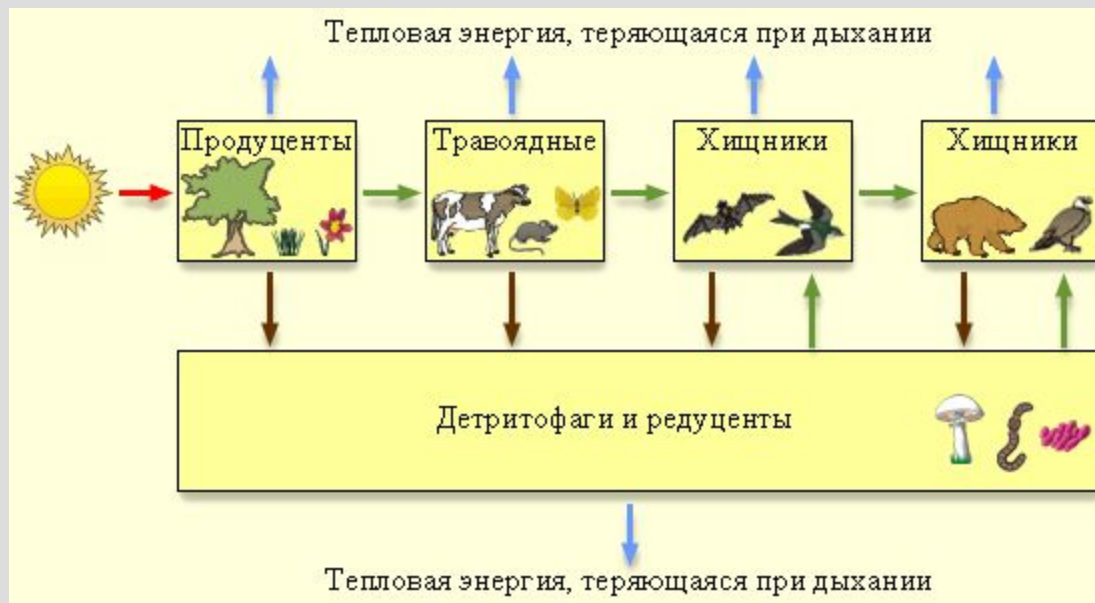 Тепловая энергия, теряющаяся при дыхании
Продуценты
Травоядные
Хищники
Хищники
Детритофаги и редуценты
Тепловая энергия, теряющаяся при дыхании